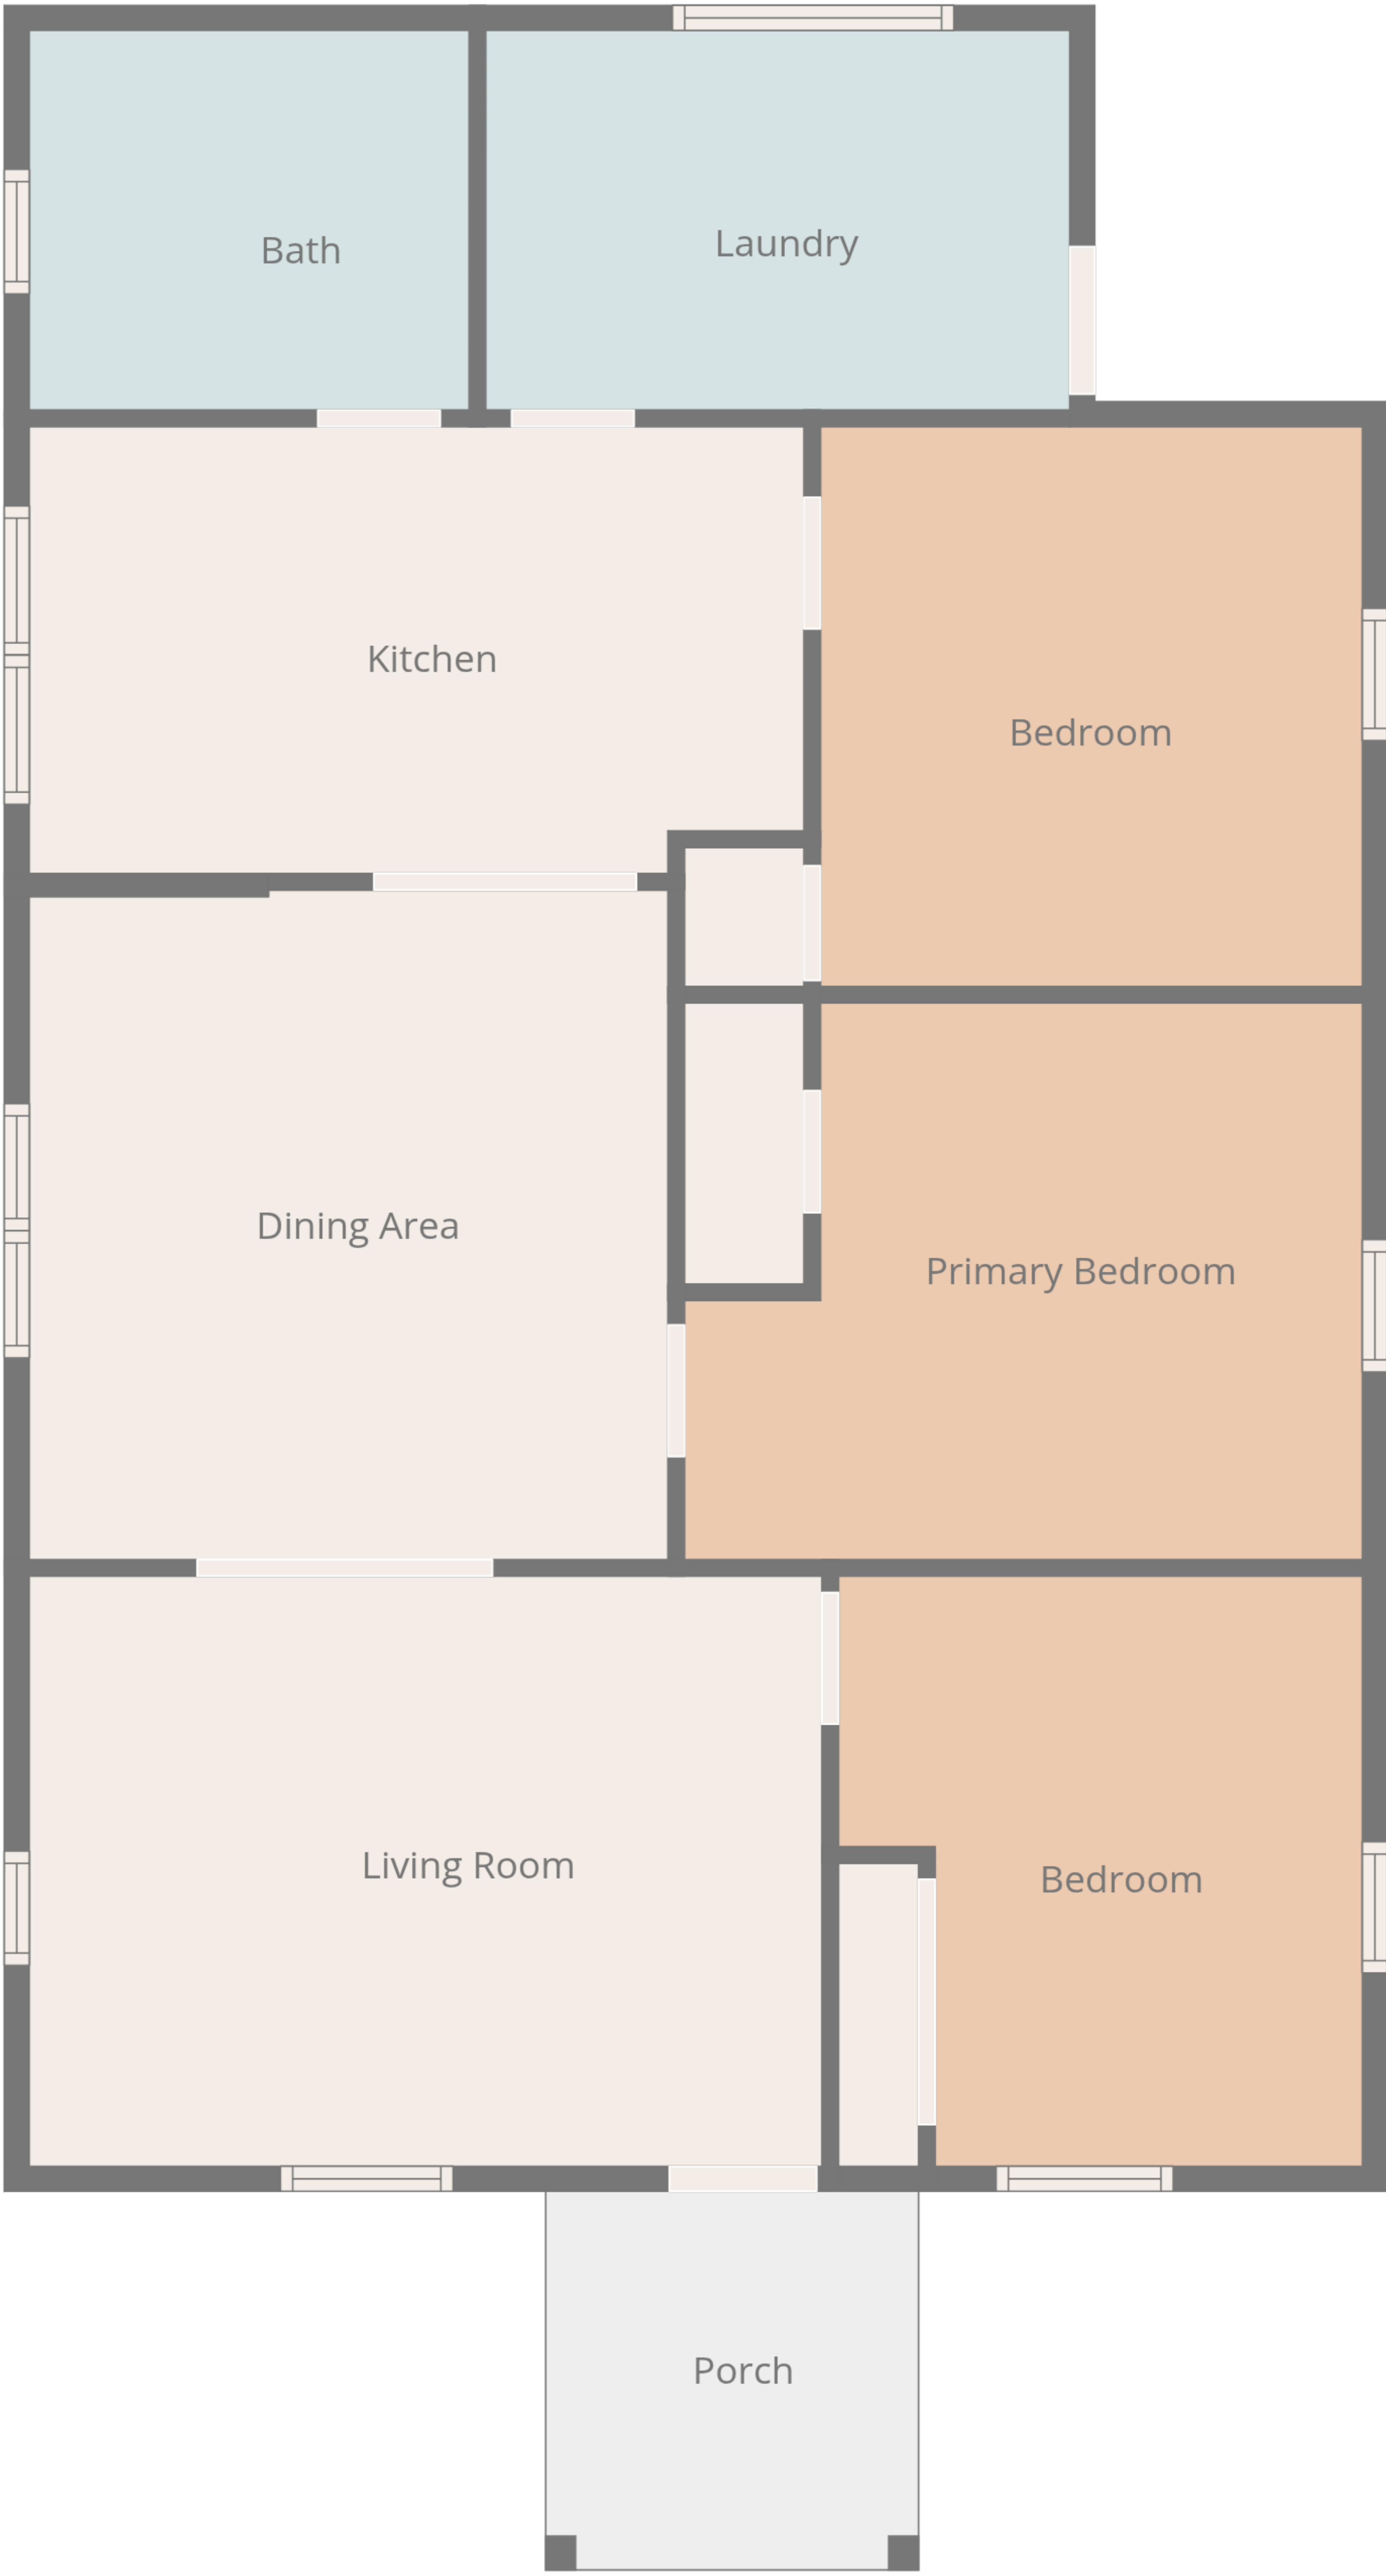 Bath
Laundry
Kitchen
Bedroom
Dining Area
Primary Bedroom
Living Room
Bedroom
Porch